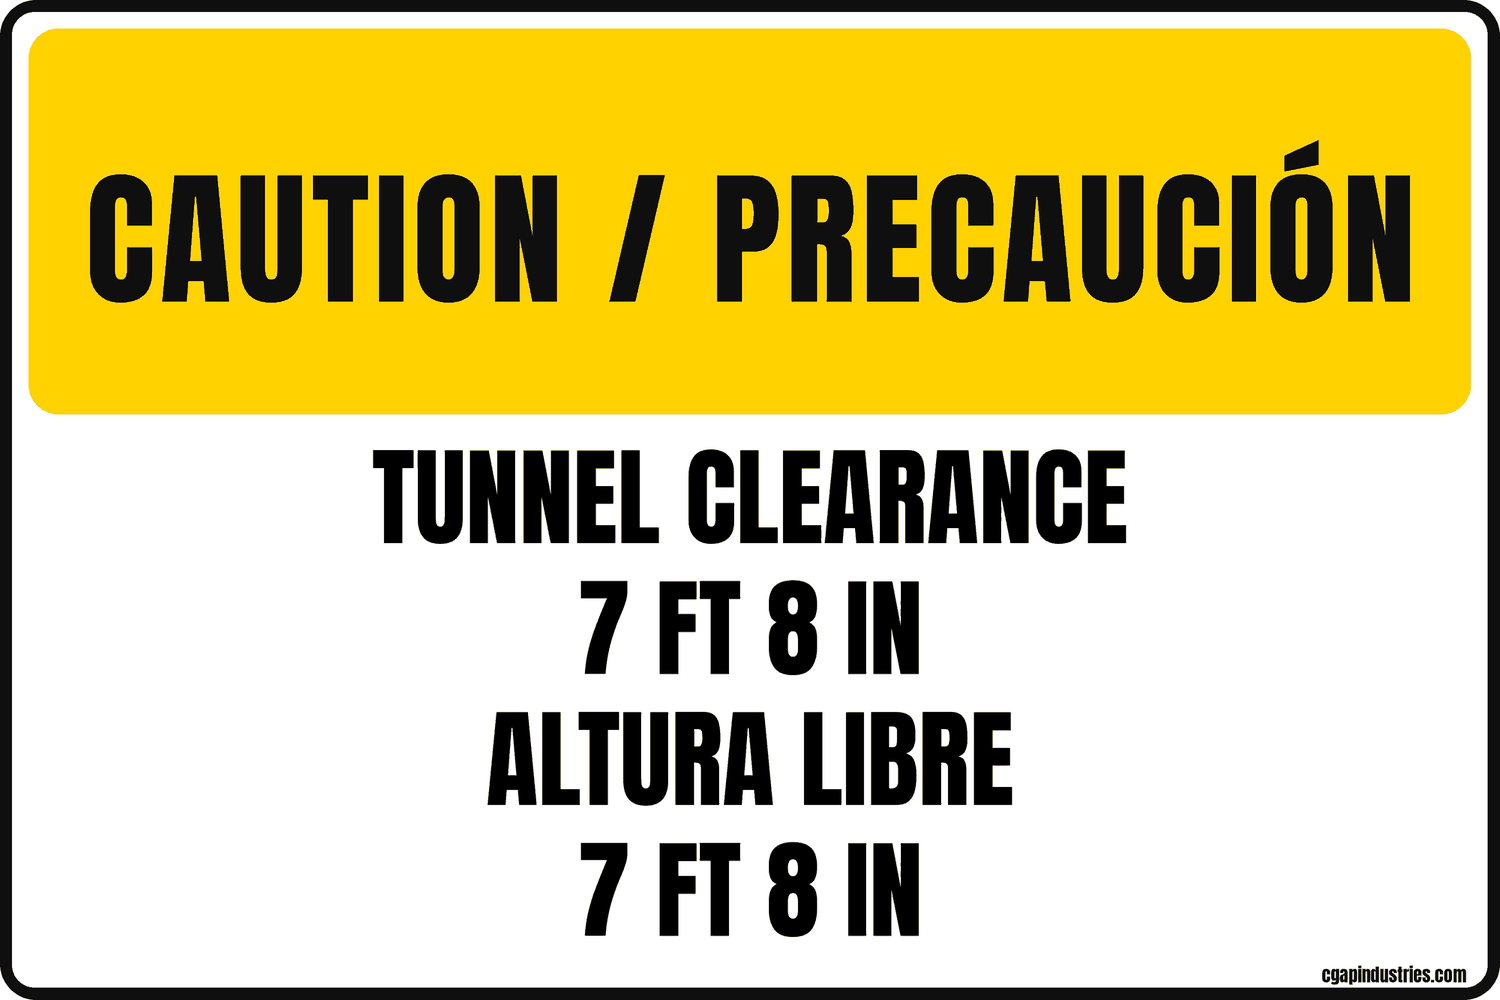 CAUTION / PRECAUCIÓN
TUNNEL CLEARANCE
7 FT 8 IN
ALTURA LIBRE
7 FT 8 IN
cgapindustries.com